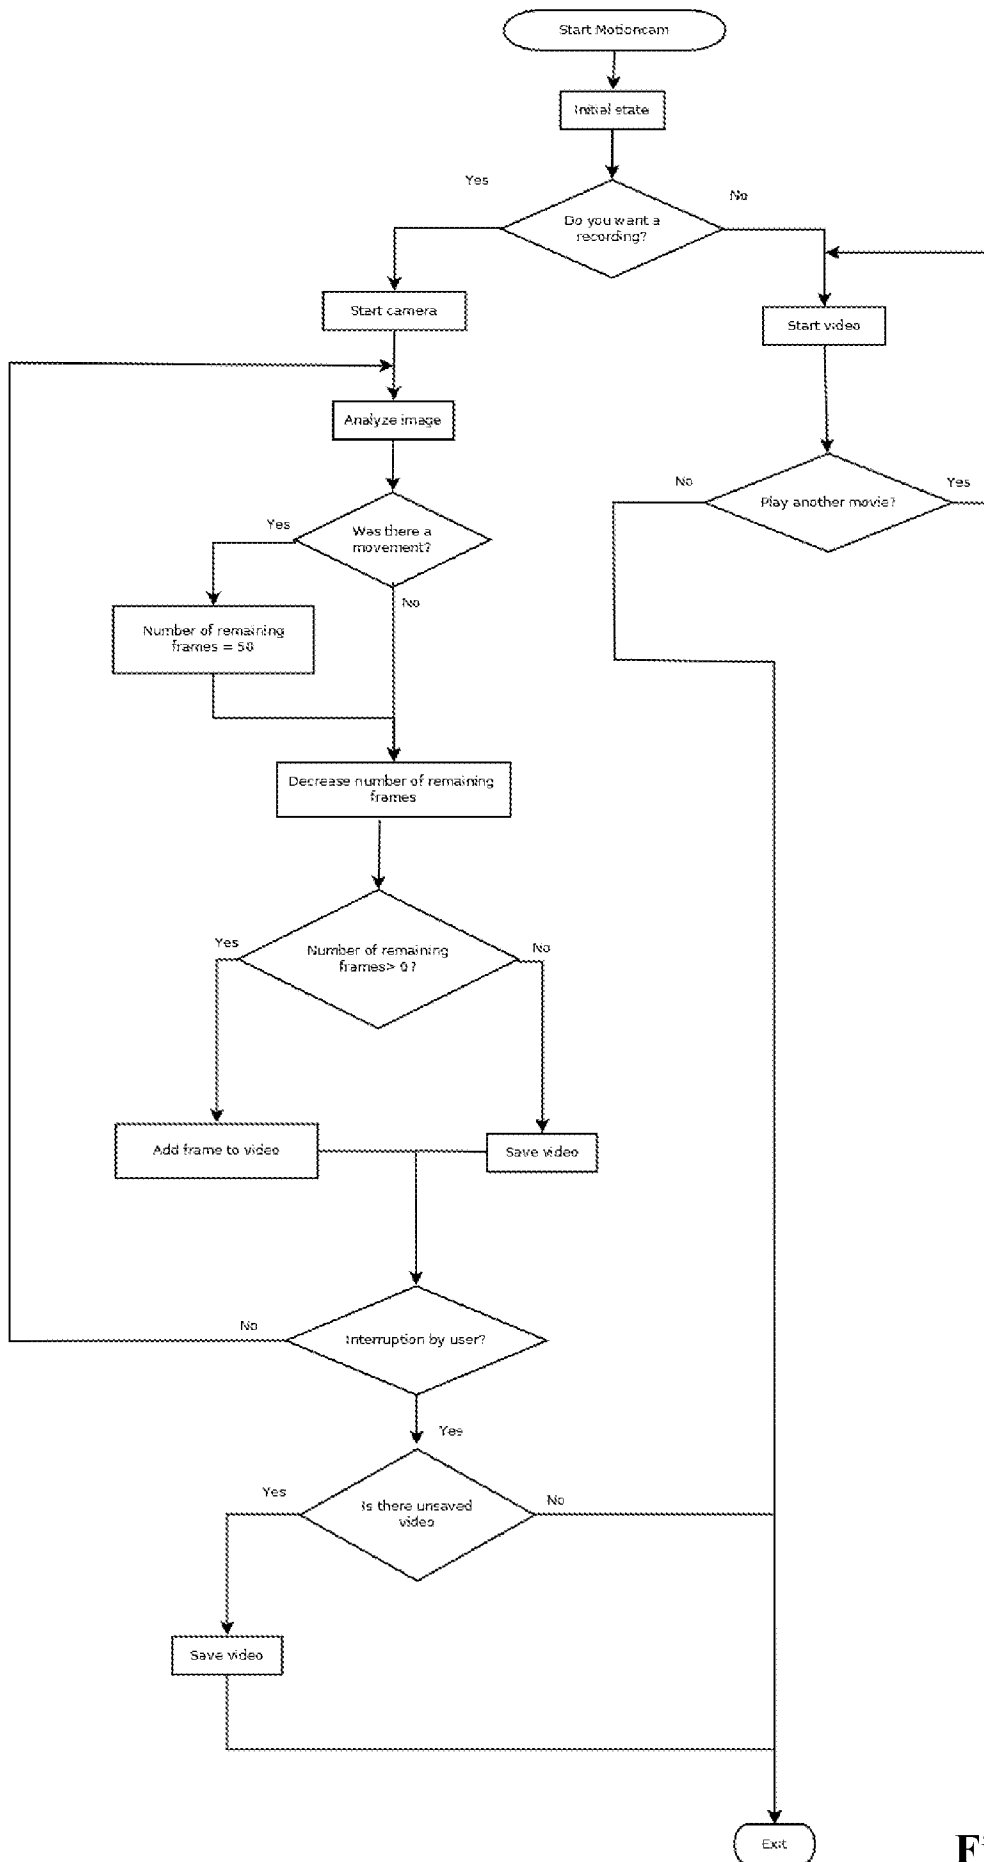 Start Motioncam
Initial state
Yes
No
Do you want a
recording?
Start camera
Start video
Analyze image
No
Play another movie?
Yes
Yes
Was there a
movement?
No
Number of remaining
frames = 50
Decrease number of remaining
frames
Yes
Number of remaining
frames> 0?
No
Add frame to video
Save video
No
Interruption by user?
Yes
Yes
Is there unsaved
video
No
Save video
Exit